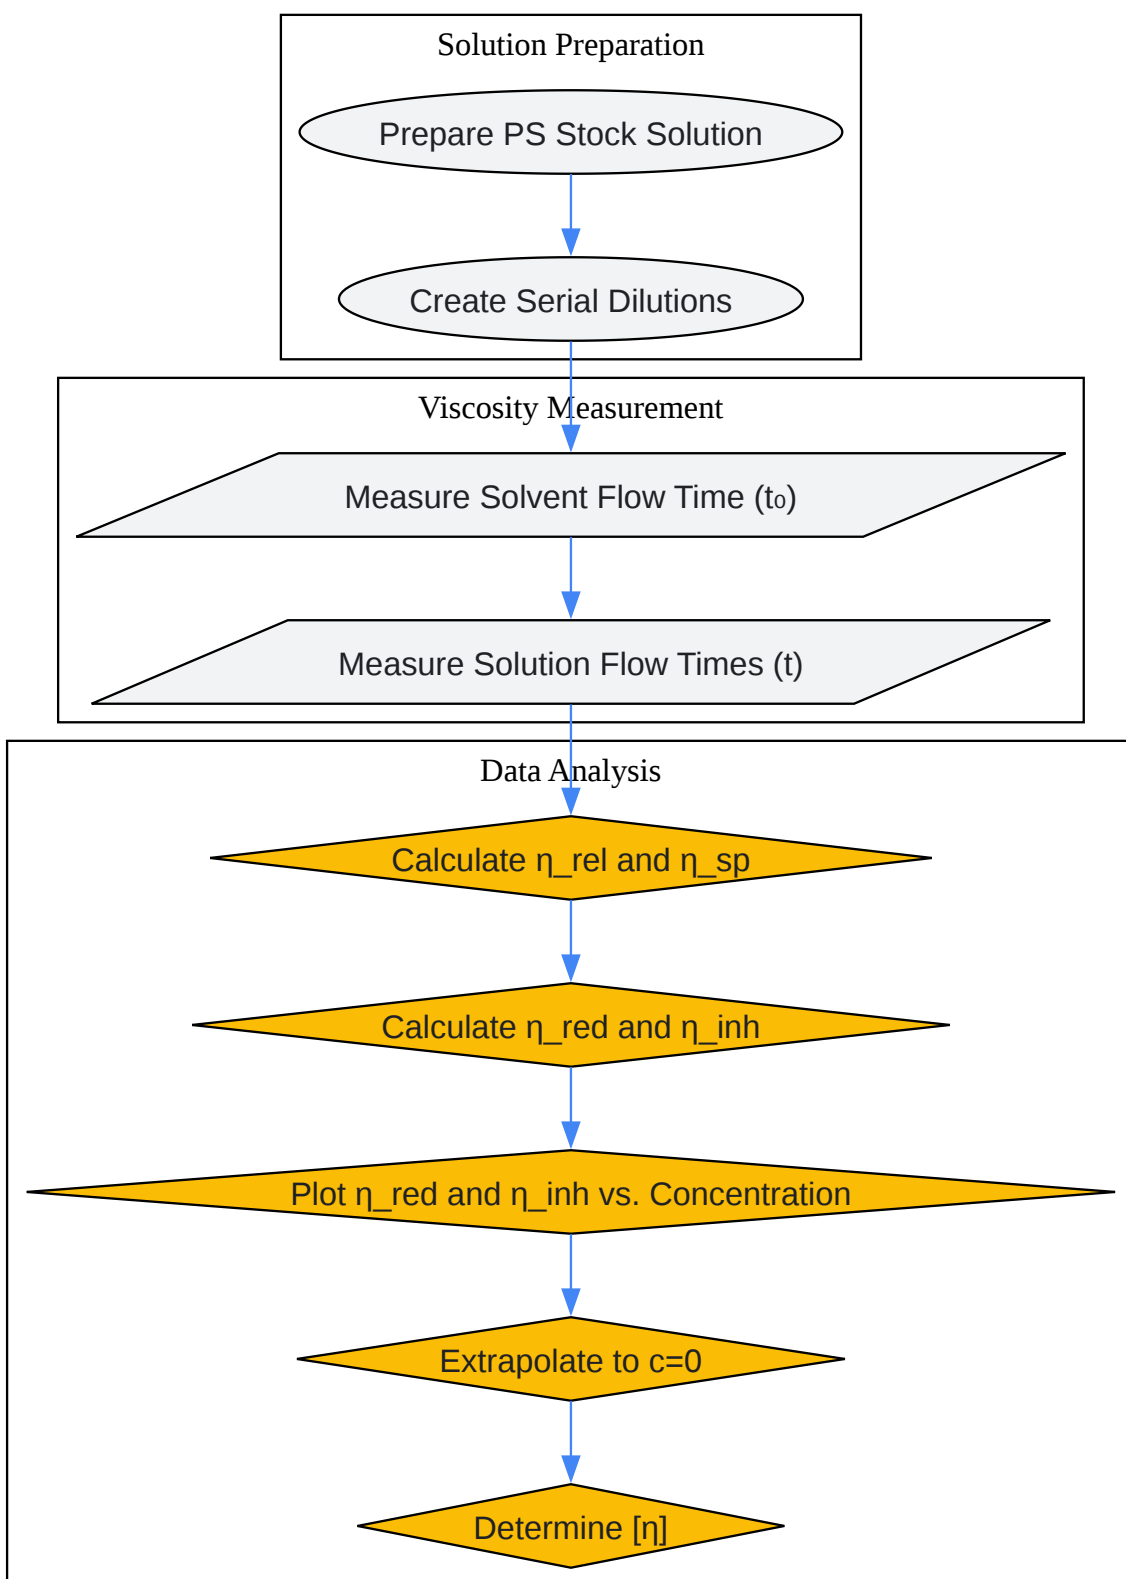 Solution Preparation
Prepare PS Stock Solution
Create Serial Dilutions
Viscosity Measurement
Measure Solvent Flow Time (t₀)
Measure Solution Flow Times (t)
Data Analysis
Calculate η_rel and η_sp
Calculate η_red and η_inh
Plot η_red and η_inh vs. Concentration
Extrapolate to c=0
Determine [η]